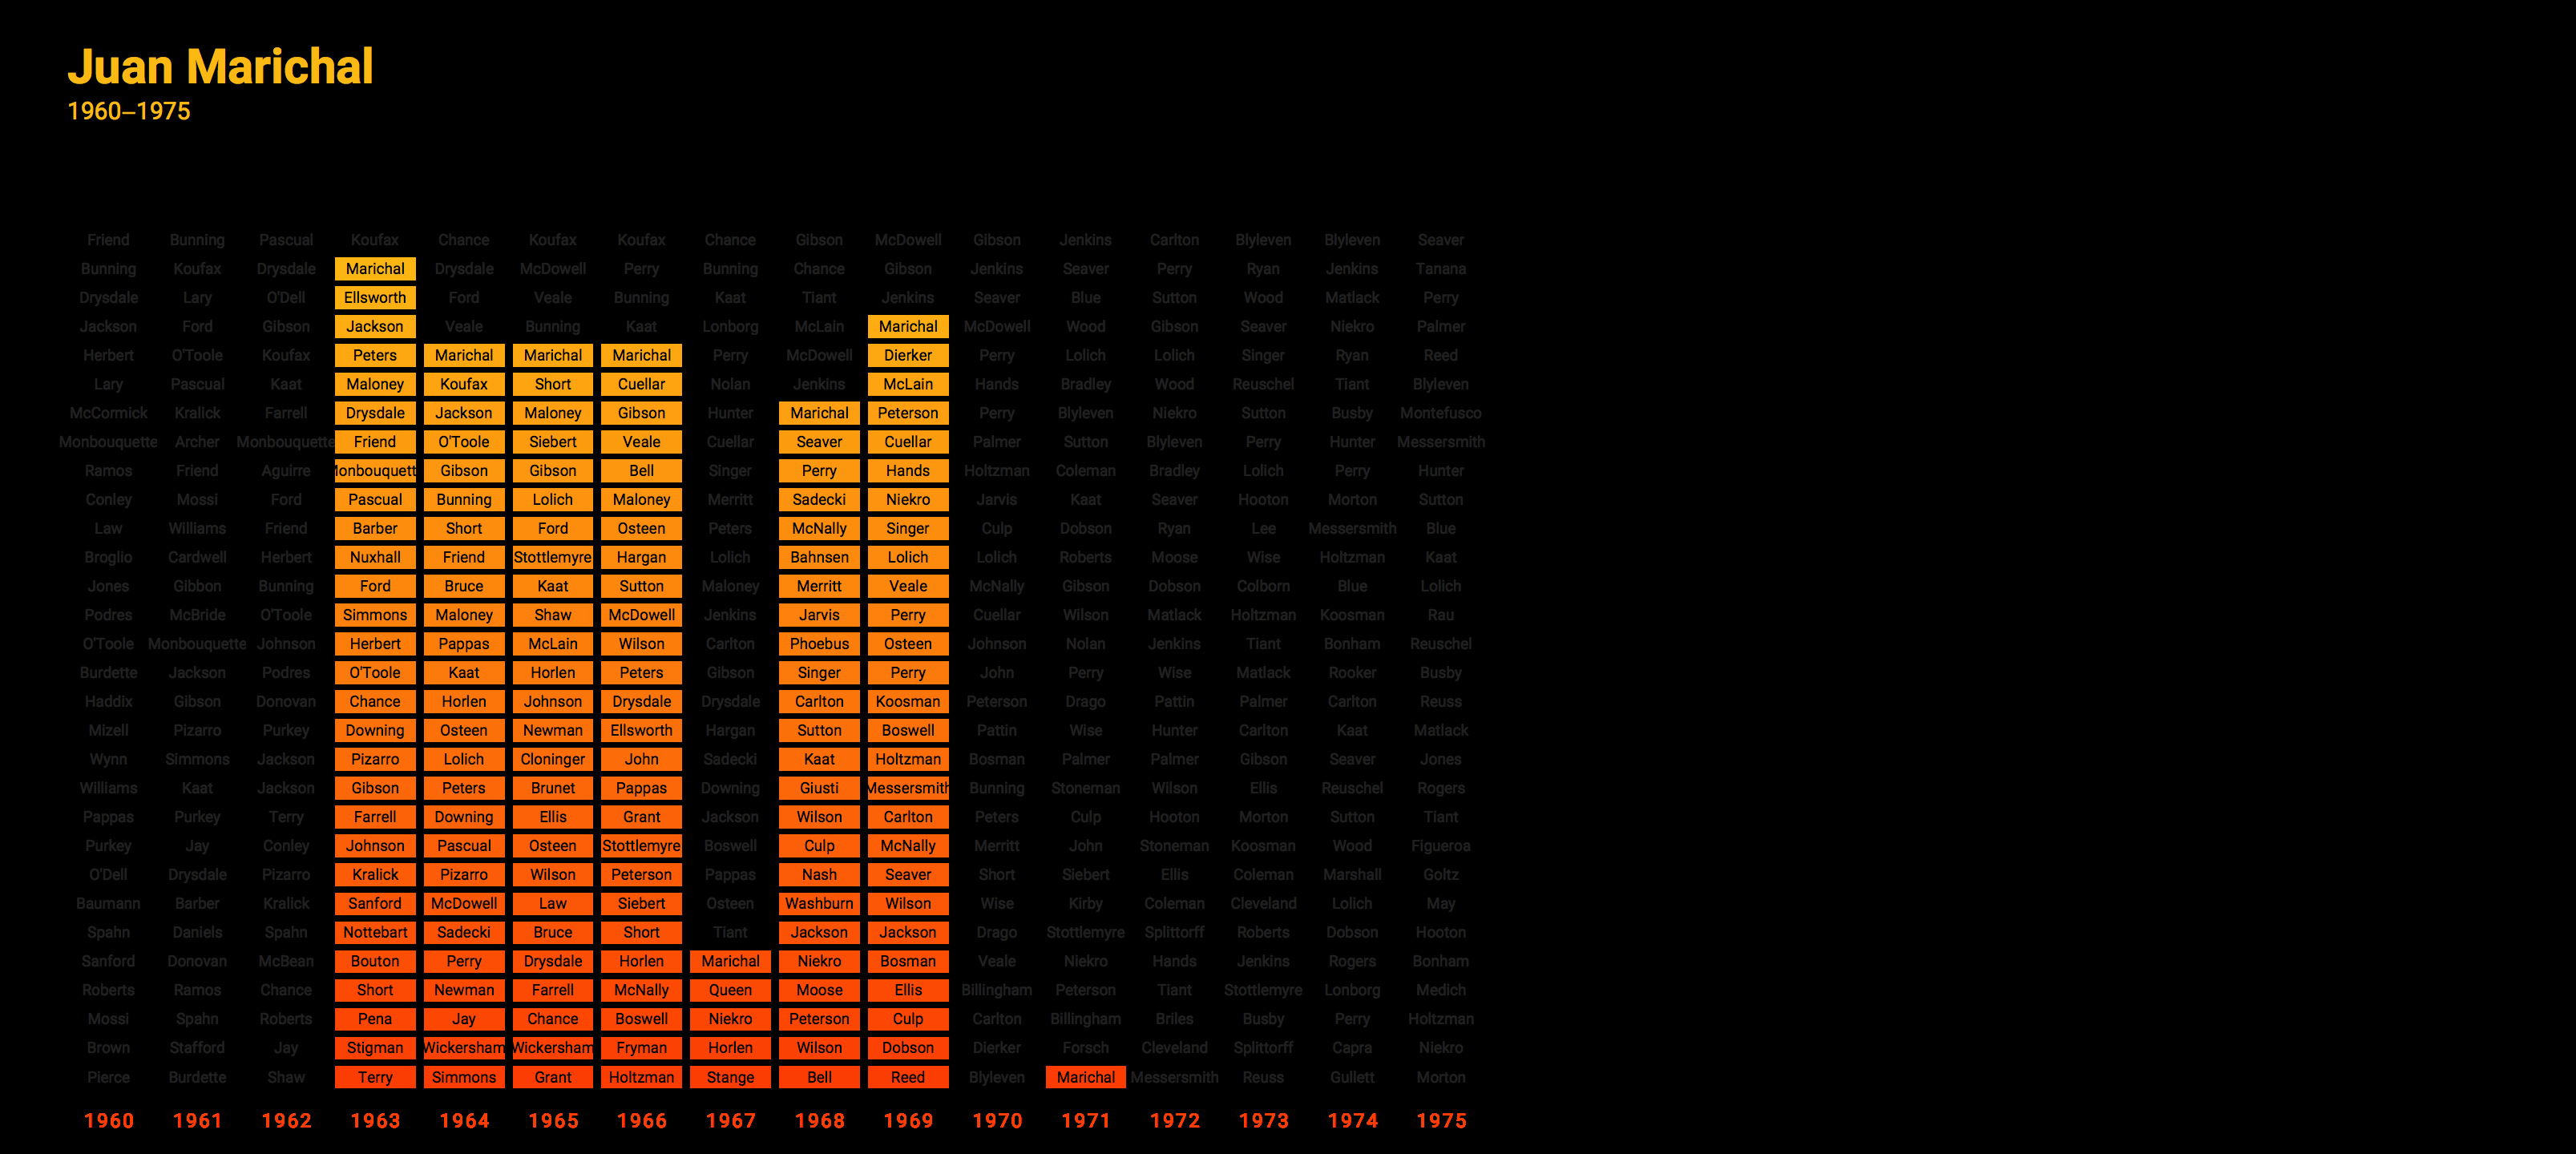 Juan Marichal
1960–1975
Friend Bunning Pascual Koufax Chance Koufax Koufax Chance Gibson McDowell Gibson Jenkins Carlton Blyleven Blyleven Seaver
Bunning Koufax Drysdale Marichal Drysdale McDowell Perry Bunning Chance Gibson Jenkins Seaver Perry Ryan Jenkins Tanana
Drysdale Lary O'Dell Ellsworth Ford Veale Bunning Kaat Tiant Jenkins Seaver Blue Sutton Wood Matlack Perry
Jackson Ford Gibson Jackson Veale Bunning Kaat Lonborg McLain Marichal McDowell Wood Gibson Seaver Niekro Palmer
Herbert O'Toole Koufax Peters Marichal Marichal Marichal Perry McDowell Dierker Perry Lolich Lolich Singer Ryan Reed
Lary Pascual Kaat Maloney Koufax Short Cuellar Nolan Jenkins McLain Hands Bradley Wood Reuschel Tiant Blyleven
McCormick Kralick Farrell Drysdale Jackson Maloney Gibson Hunter Marichal Peterson Perry Blyleven Niekro Sutton Busby Montefusco
Monbouquette Archer Monbouquette Friend O'Toole Siebert Veale Cuellar Seaver Cuellar Palmer Sutton Blyleven Perry Hunter Messersmith
Ramos Friend Aguirre Monbouquett Gibson Gibson Bell Singer Perry Hands Holtzman Coleman Bradley Lolich Perry Hunter
Conley Mossi Ford Pascual Bunning Lolich Maloney Merritt Sadecki Niekro Jarvis Kaat Seaver Hooton Morton Sutton
Law Williams Friend Barber Short Ford Osteen Peters McNally Singer Culp Dobson Ryan Lee Messersmith Blue
Broglio Cardwell Herbert Nuxhall Friend Stottlemyre Hargan Lolich Bahnsen Lolich Lolich Roberts Moose Wise Holtzman Kaat
Jones Gibbon Bunning Ford Bruce Kaat Sutton Maloney Merritt Veale McNally Gibson Dobson Colborn Blue Lolich
Podres McBride O'Toole Simmons Maloney Shaw McDowell Jenkins Jarvis Perry Cuellar Wilson Matlack Holtzman Koosman Rau
O'Toole Monbouquette Johnson Herbert Pappas McLain Wilson Carlton Phoebus Osteen Johnson Nolan Jenkins Tiant Bonham Reuschel
Burdette Jackson Podres O'Toole Kaat Horlen Peters Gibson Singer Perry John Perry Wise Matlack Rooker Busby
Haddix Gibson Donovan Chance Horlen Johnson Drysdale Drysdale Carlton Koosman Peterson Drago Pattin Palmer Carlton Reuss
Mizell Pizarro Purkey Downing Osteen Newman Ellsworth Hargan Sutton Boswell Pattin Wise Hunter Carlton Kaat Matlack
Wynn Simmons Jackson Pizarro Lolich Cloninger John Sadecki Kaat Holtzman Bosman Palmer Palmer Gibson Seaver Jones
Williams Kaat Jackson Gibson Peters Brunet Pappas Downing Giusti Messersmith Bunning Stoneman Wilson Ellis Reuschel Rogers
Pappas Purkey Terry Farrell Downing Ellis Grant Jackson Wilson Carlton Peters Culp Hooton Morton Sutton Tiant
Purkey Jay Conley Johnson Pascual Osteen Stottlemyre Boswell Culp McNally Merritt John Stoneman Koosman Wood Figueroa
O'Dell Drysdale Pizarro Kralick Pizarro Wilson Peterson Pappas Nash Seaver Short Siebert Ellis Coleman Marshall Goltz
Baumann Barber Kralick Sanford McDowell Law Siebert Osteen Washburn Wilson Wise Kirby Coleman Cleveland Lolich May
Spahn Daniels Spahn Nottebart Sadecki Bruce Short Tiant Jackson Jackson Drago Stottlemyre Splittorff Roberts Dobson Hooton
Sanford Donovan McBean Bouton Perry Drysdale Horlen Marichal Niekro Bosman Veale Niekro Hands Jenkins Rogers Bonham
Roberts Ramos Chance Short Newman Farrell McNally Queen Moose Ellis Billingham Peterson Tiant Stottlemyre Lonborg Medich
Mossi Spahn Roberts Pena Jay Chance Boswell Niekro Peterson Culp Carlton Billingham Briles Busby Perry Holtzman
Brown Stafford Jay Stigman Wickersham Wickersham Fryman Horlen Wilson Dobson Dierker Forsch Cleveland Splittorff Capra Niekro
Pierce Burdette Shaw Terry Simmons Grant Holtzman Stange Bell Reed Blyleven Marichal Messersmith Reuss Gullett Morton
1960 1961 1962 1963 1964 1965 1966 1967 1968 1969 1970 1971 1972 1973 1974 1975